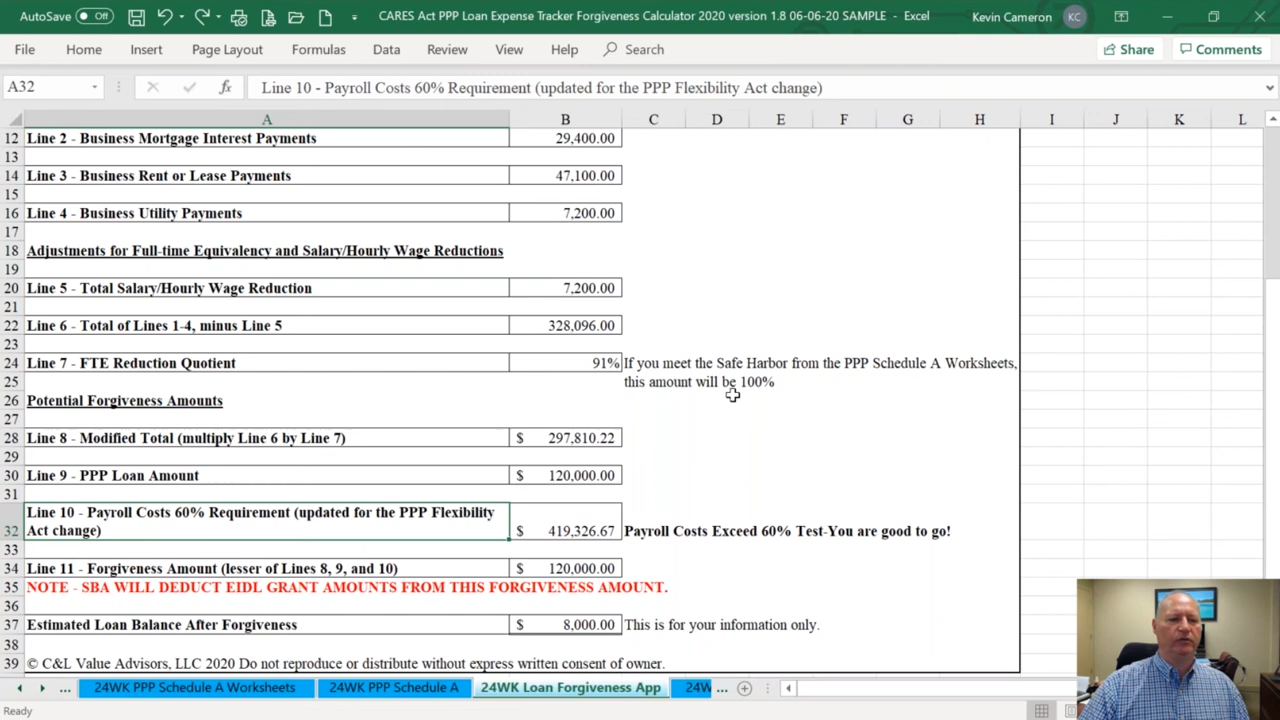 AutoSave Off
CARES Act PPP Loan Expense Tracker Forgiveness Calculator 2020 version 1.8 06-06-20 SAMPLE - Excel
Kevin Cameron KC
File Home Insert Page Layout Formulas Data Review View Help Search Share Comments
A32 fx Line 10 - Payroll Costs 60% Requirement (updated for the PPP Flexibility Act change)
A B C D E F G H I J K L
12 Line 2 - Business Mortgage Interest Payments 29,400.00
13
14 Line 3 - Business Rent or Lease Payments 47,100.00
15
16 Line 4 - Business Utility Payments 7,200.00
17
18 Adjustments for Full-time Equivalency and Salary/Hourly Wage Reductions
19
20 Line 5 - Total Salary/Hourly Wage Reduction 7,200.00
21
22 Line 6 - Total of Lines 1-4, minus Line 5 328,096.00
23
24 Line 7 - FTE Reduction Quotient 91% If you meet the Safe Harbor from the PPP Schedule A Worksheets,
25 this amount will be 100%
26 Potential Forgiveness Amounts
27
28 Line 8 - Modified Total (multiply Line 6 by Line 7) $ 297,810.22
29
30 Line 9 - PPP Loan Amount $ 120,000.00
31
Line 10 - Payroll Costs 60% Requirement (updated for the PPP Flexibility
32 Act change) $ 419,326.67 Payroll Costs Exceed 60% Test-You are good to go!
33
34 Line 11 - Forgiveness Amount (lesser of Lines 8, 9, and 10) $ 120,000.00
35 NOTE - SBA WILL DEDUCT EIDL GRANT AMOUNTS FROM THIS FORGIVENESS AMOUNT.
36
37 Estimated Loan Balance After Forgiveness $ 8,000.00 This is for your information only.
38
39 © C&L Value Advisors, LLC 2020 Do not reproduce or distribute without express written consent of owner.
... 24WK PPP Schedule A Worksheets 24WK PPP Schedule A 24WK Loan Forgiveness App 24W ...
Ready